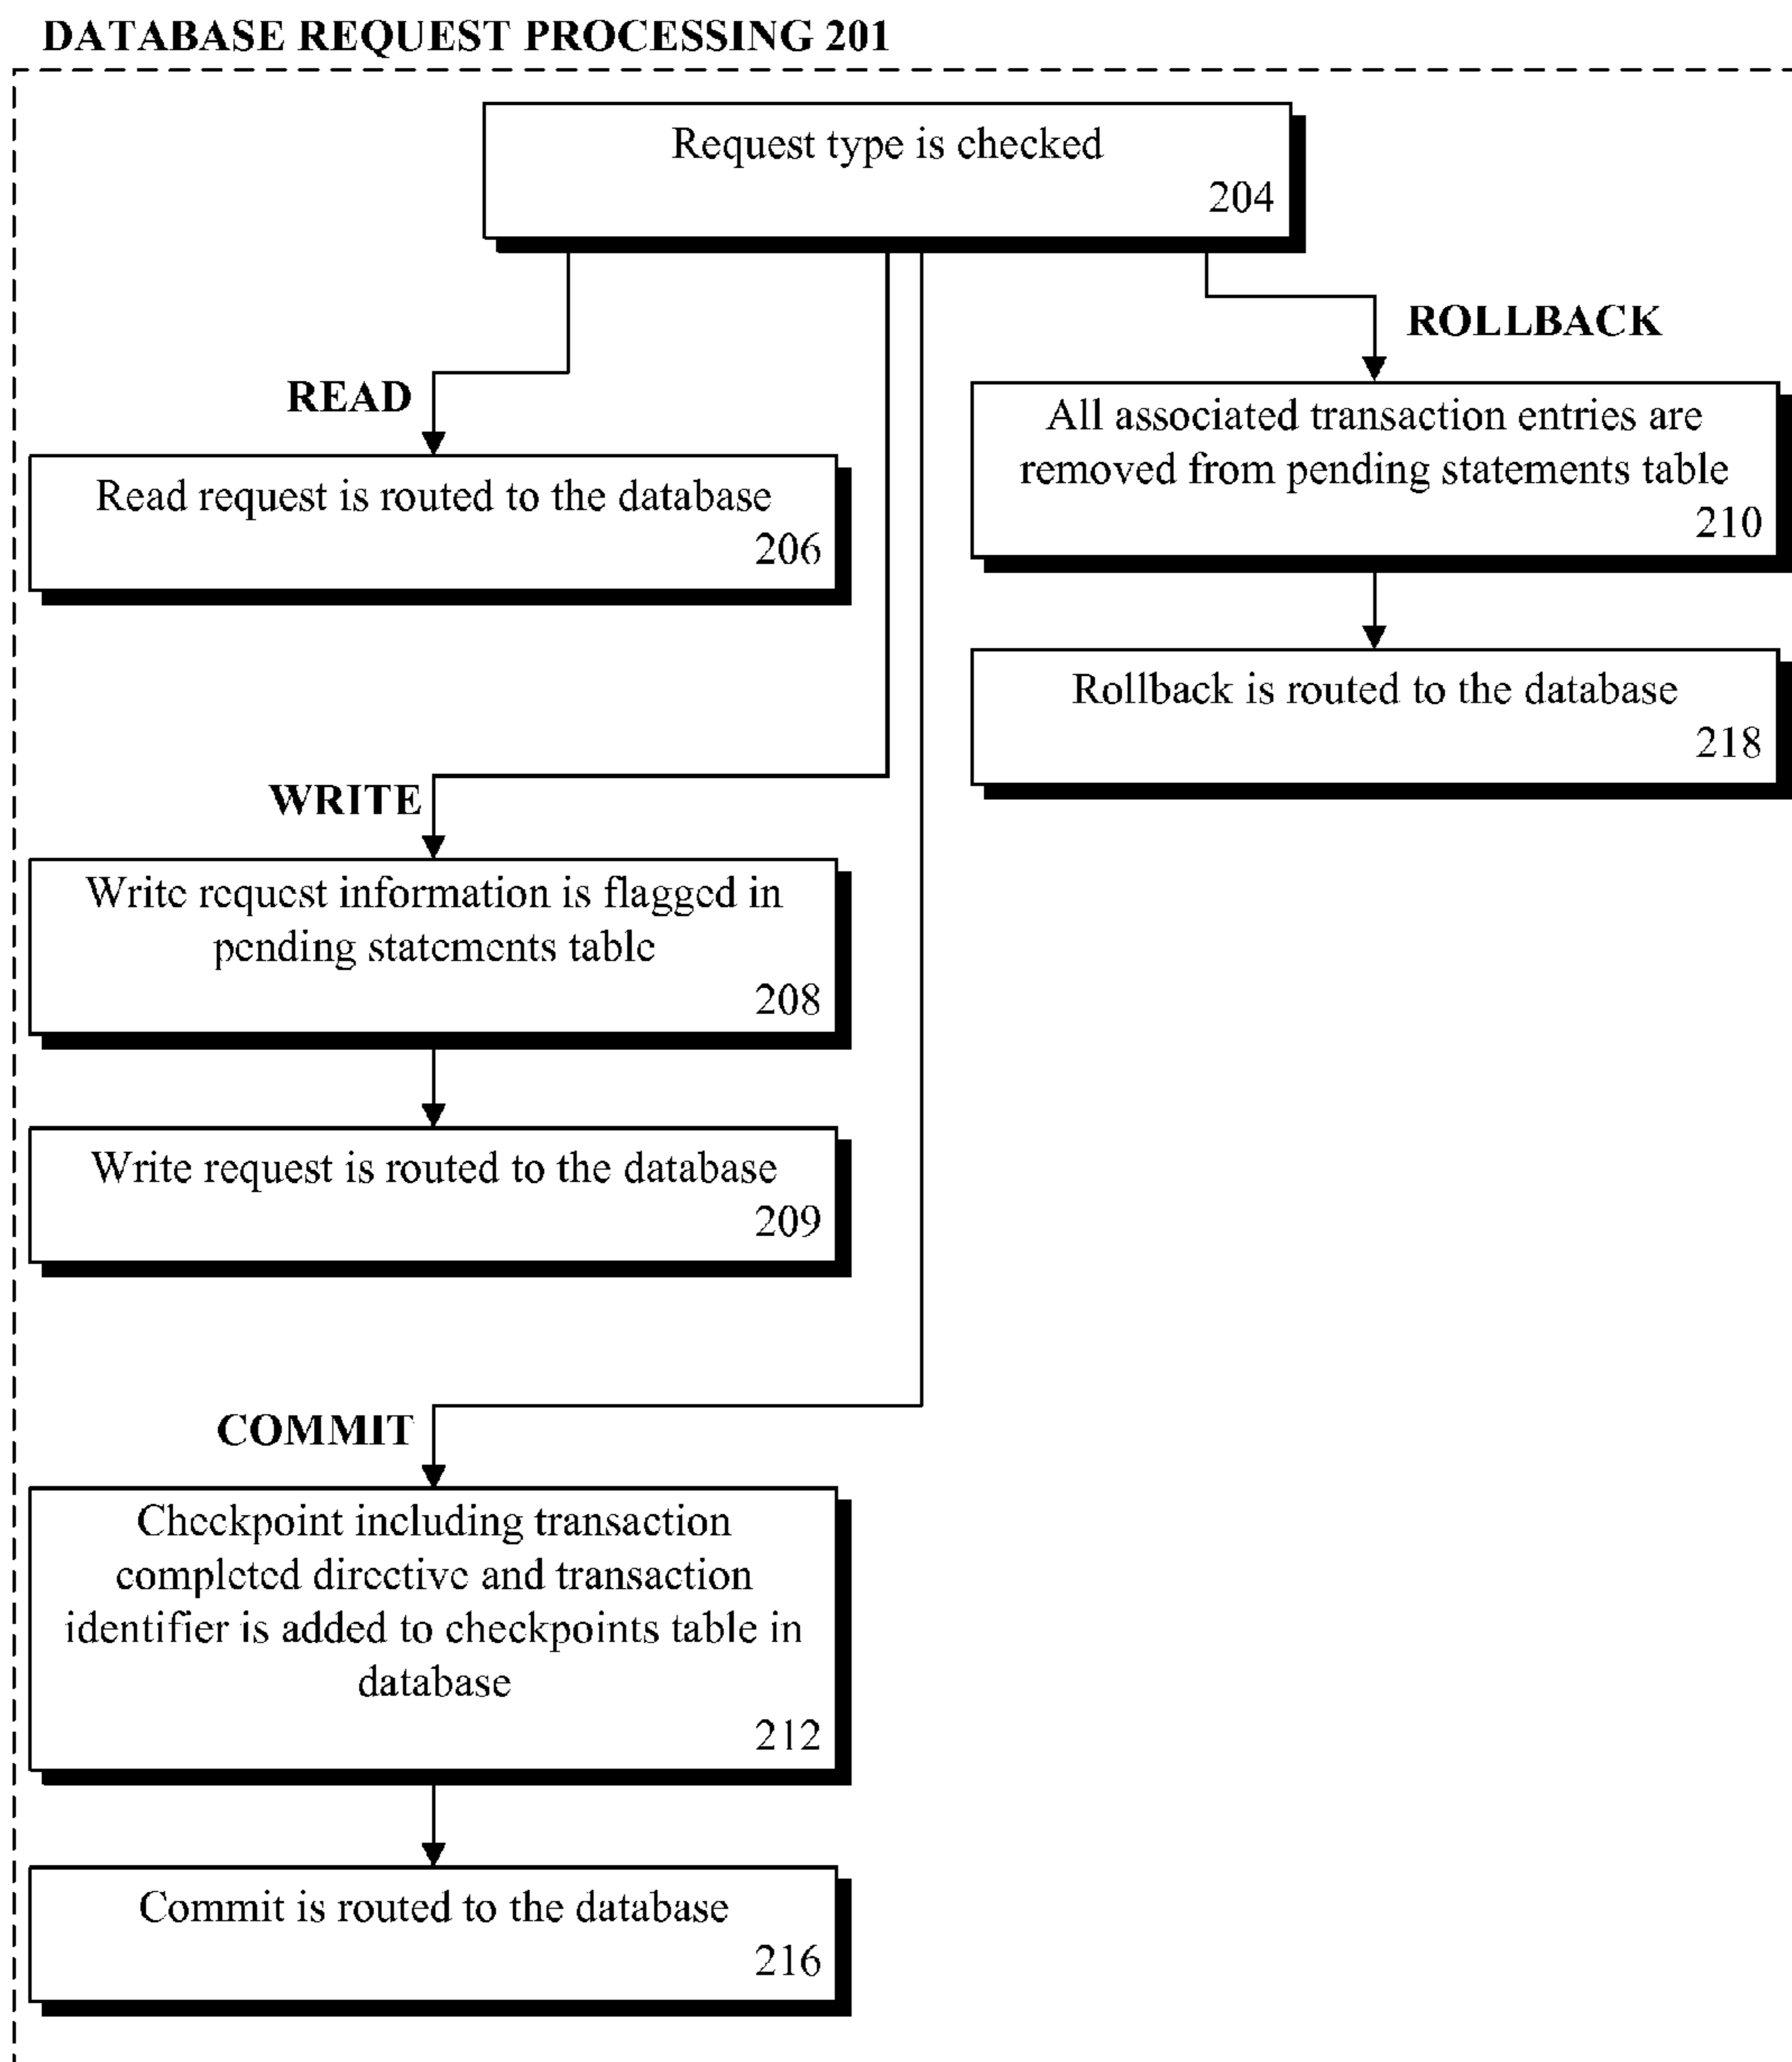 DATABASE REQUEST PROCESSING 201
Request type is checked
204
READ
Read request is routed to the database
206
ROLLBACK
All associated transaction entries are
removed from pending statements table
210
Rollback is routed to the database
218
WRITE
Write request information is flagged in
pending statements table
208
Write request is routed to the database
209
COMMIT
Checkpoint including transaction
completed directive and transaction
identifier is added to checkpoints table in
database
212
Commit is routed to the database
216